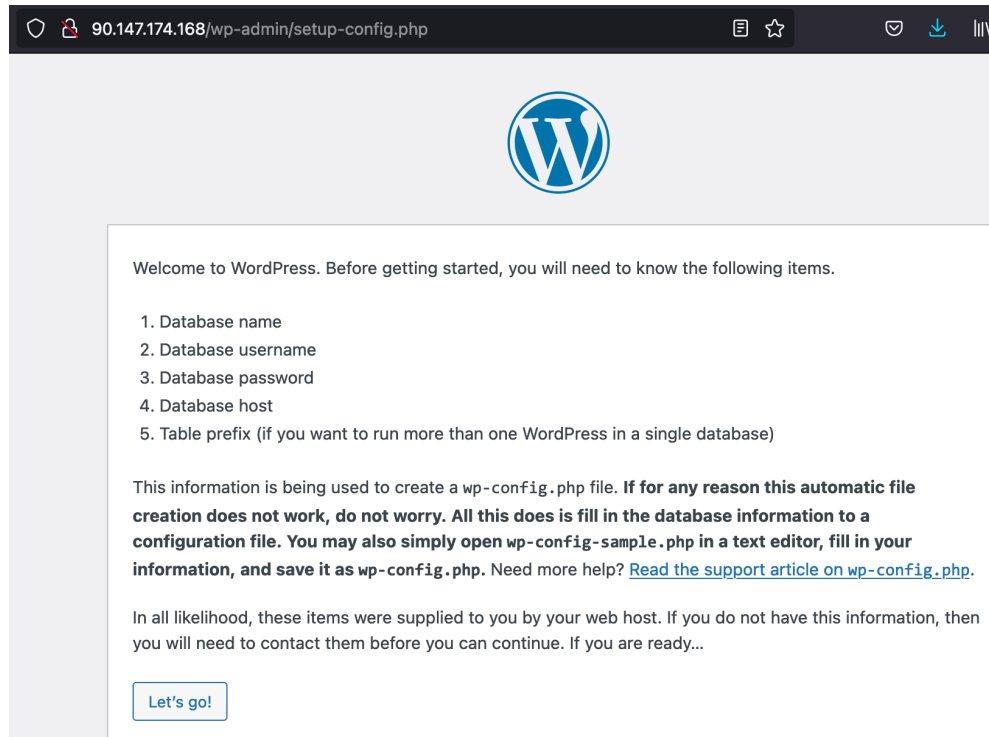 90.147.174.168/wp-admin/setup-config.php
Welcome to WordPress. Before getting started, you will need to know the following items.
1. Database name
2. Database username
3. Database password
4. Database host
5. Table prefix (if you want to run more than one WordPress in a single database)
This information is being used to create a wp-config.php file. If for any reason this automatic file
creation does not work, do not worry. All this does is fill in the database information to a
configuration file. You may also simply open wp-config-sample.php in a text editor, fill in your
information, and save it as wp-config.php. Need more help? Read the support article on wp-config.php.
In all likelihood, these items were supplied to you by your web host. If you do not have this information, then
you will need to contact them before you can continue. If you are ready…
Let’s go!